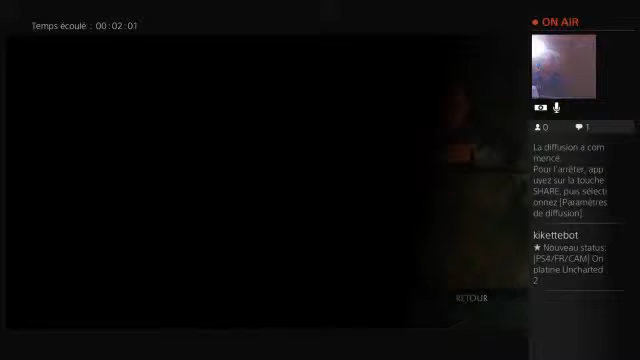 Temps écoulé : 00:02:01
ON AIR
0
1
La diffusion a com
mencé.
Pour l'arrêter, app
uyez sur la touche
SHARE, puis sélecti
onnez [Paramètres
de diffusion]
kikettebot
★ Nouveau status:
[PS4/FR/CAM] On
platine Uncharted
2
RETOUR